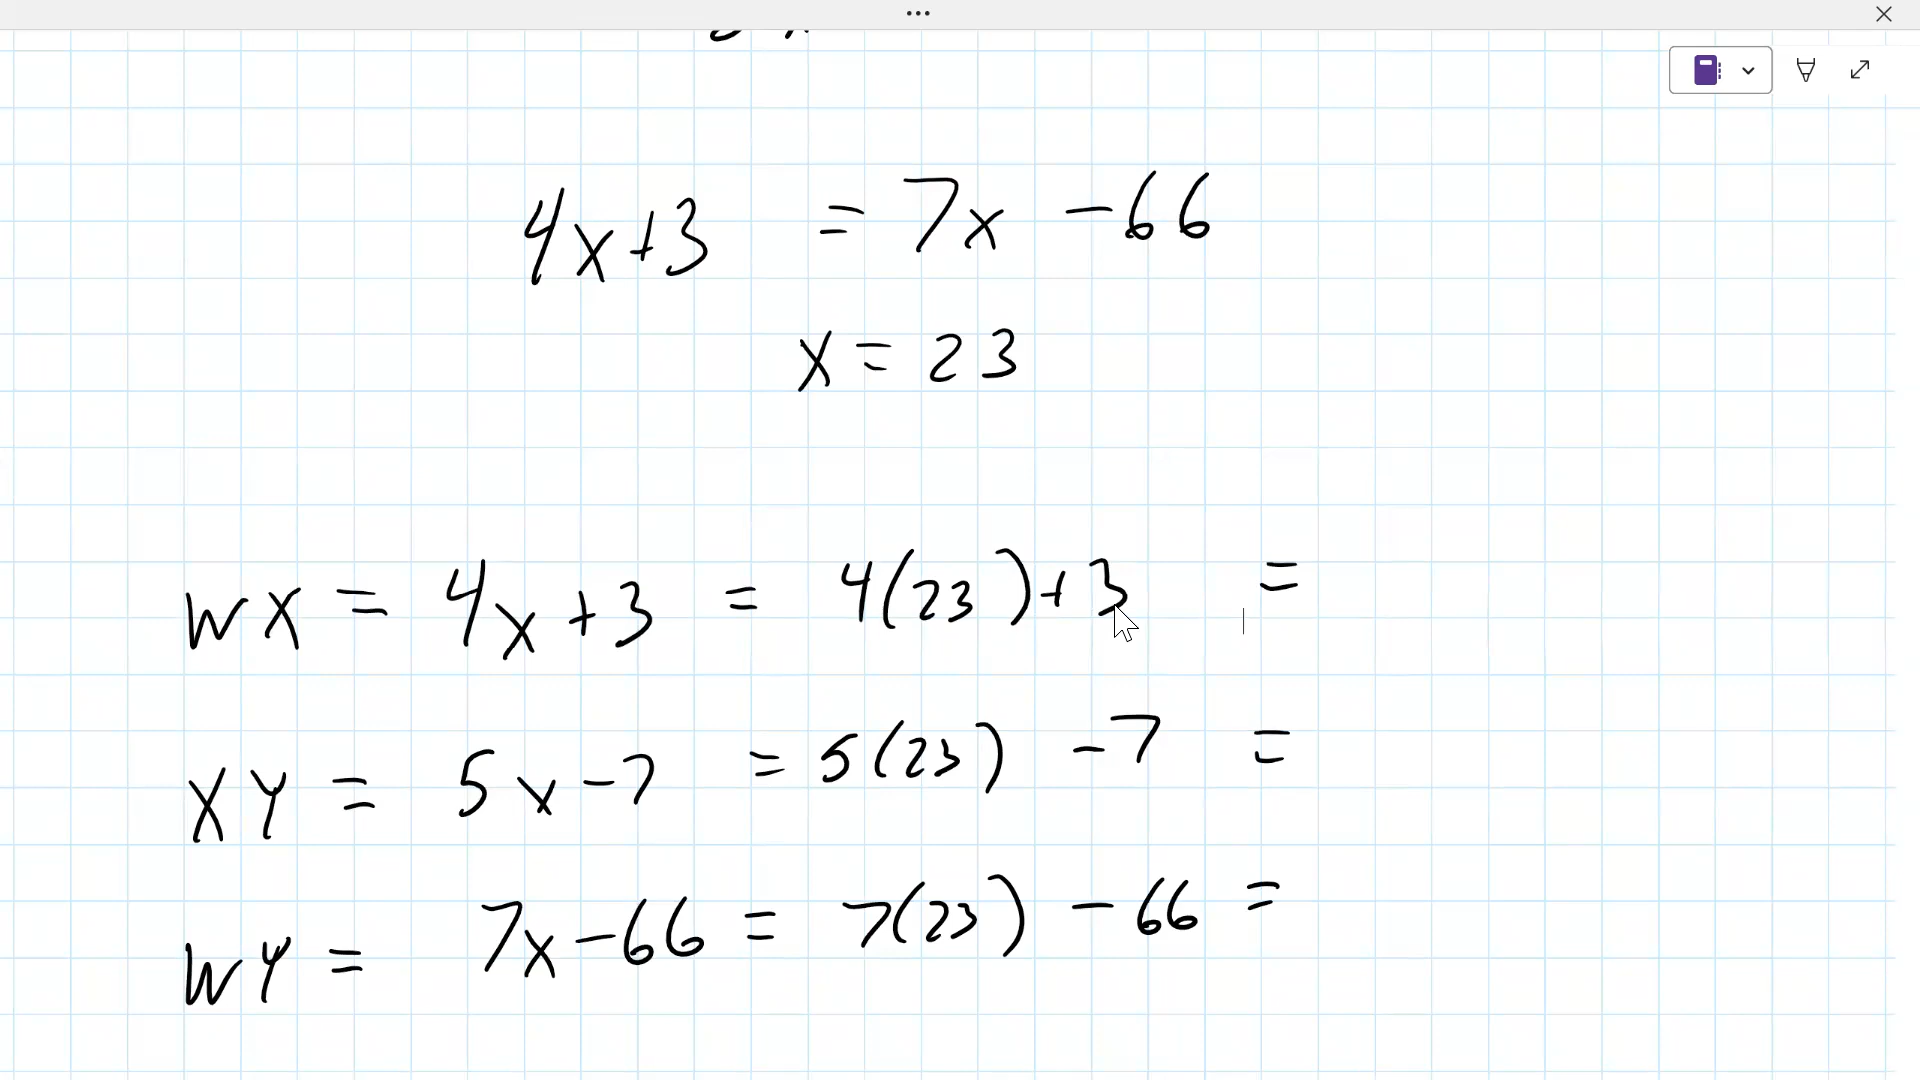 4x+3 = 7x -66
x = 23
WX = 4x+3 = 4(23)+3 =
XY = 5x-7 = 5(23) -7 =
WY = 7x-66 = 7(23) -66 =